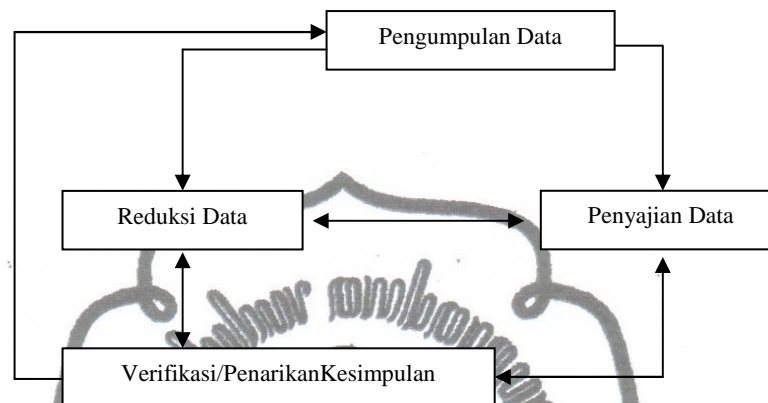 Pengumpulan Data
Reduksi Data
Penyajian Data
Verifikasi/PenarikanKesimpulan